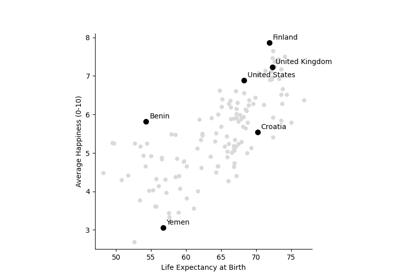 8
Finland
United Kingdom
7
United States
6
Benin
Croatia
5
4
3
Yemen
Average Happiness (0-10)
50 55 60 65 70 75
Life Expectancy at Birth